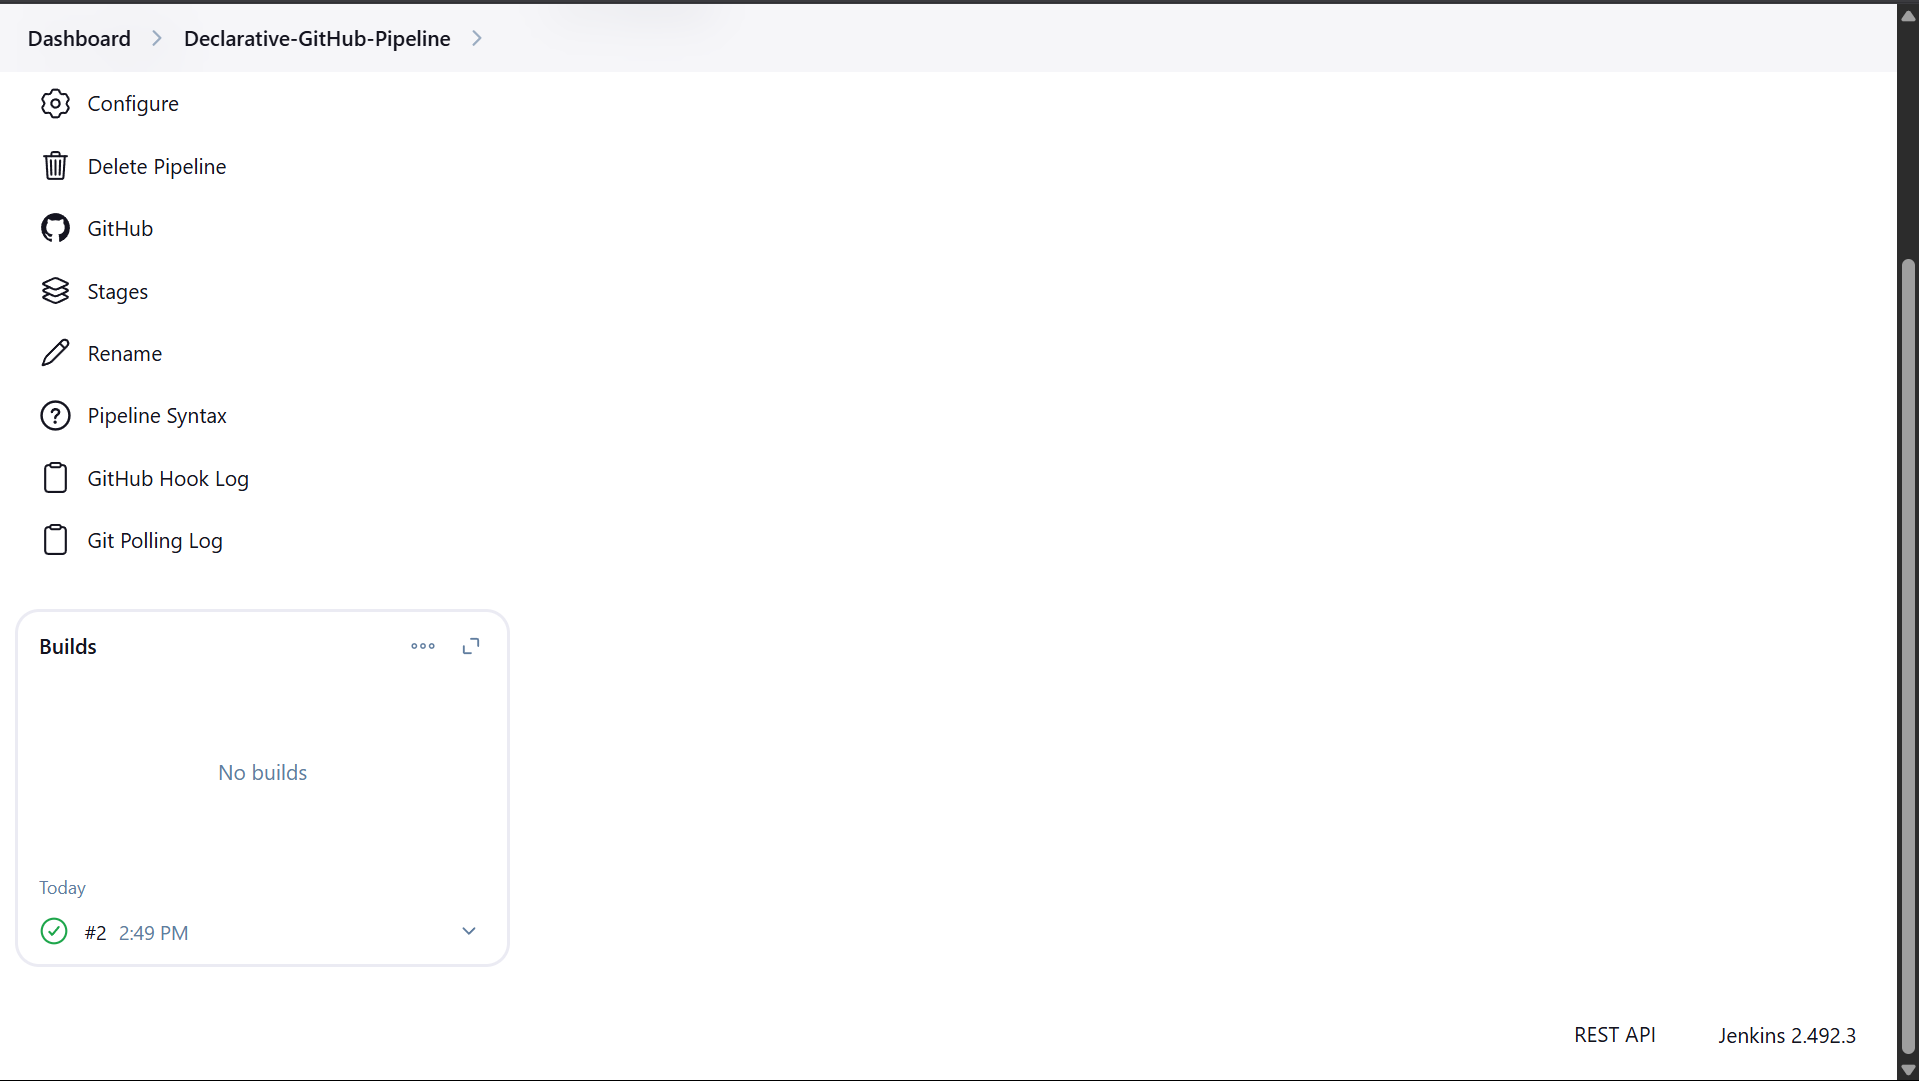 Dashboard > Declarative-GitHub-Pipeline >
Configure
Delete Pipeline
GitHub
Stages
Rename
Pipeline Syntax
GitHub Hook Log
Git Polling Log
Builds
No builds
Today
#2 2:49 PM
REST API Jenkins 2.492.3